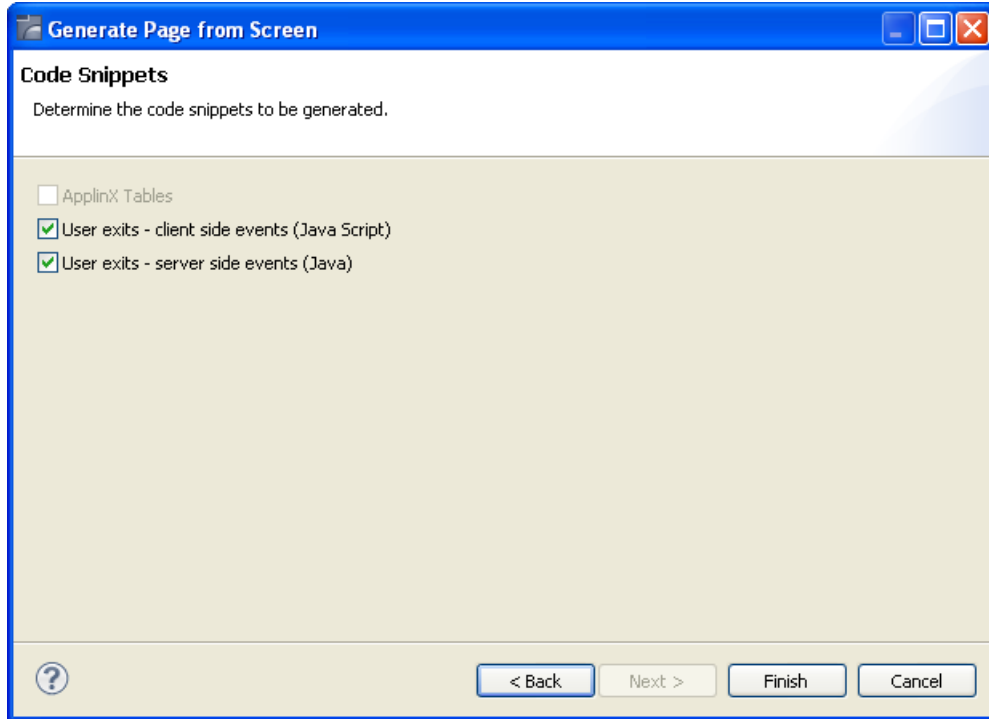 Generate Page from Screen
Code Snippets
Determine the code snippets to be generated.
ApplinX Tables
User exits - client side events (Java Script)
User exits - server side events (Java)
?
< Back
Next >
Finish
Cancel